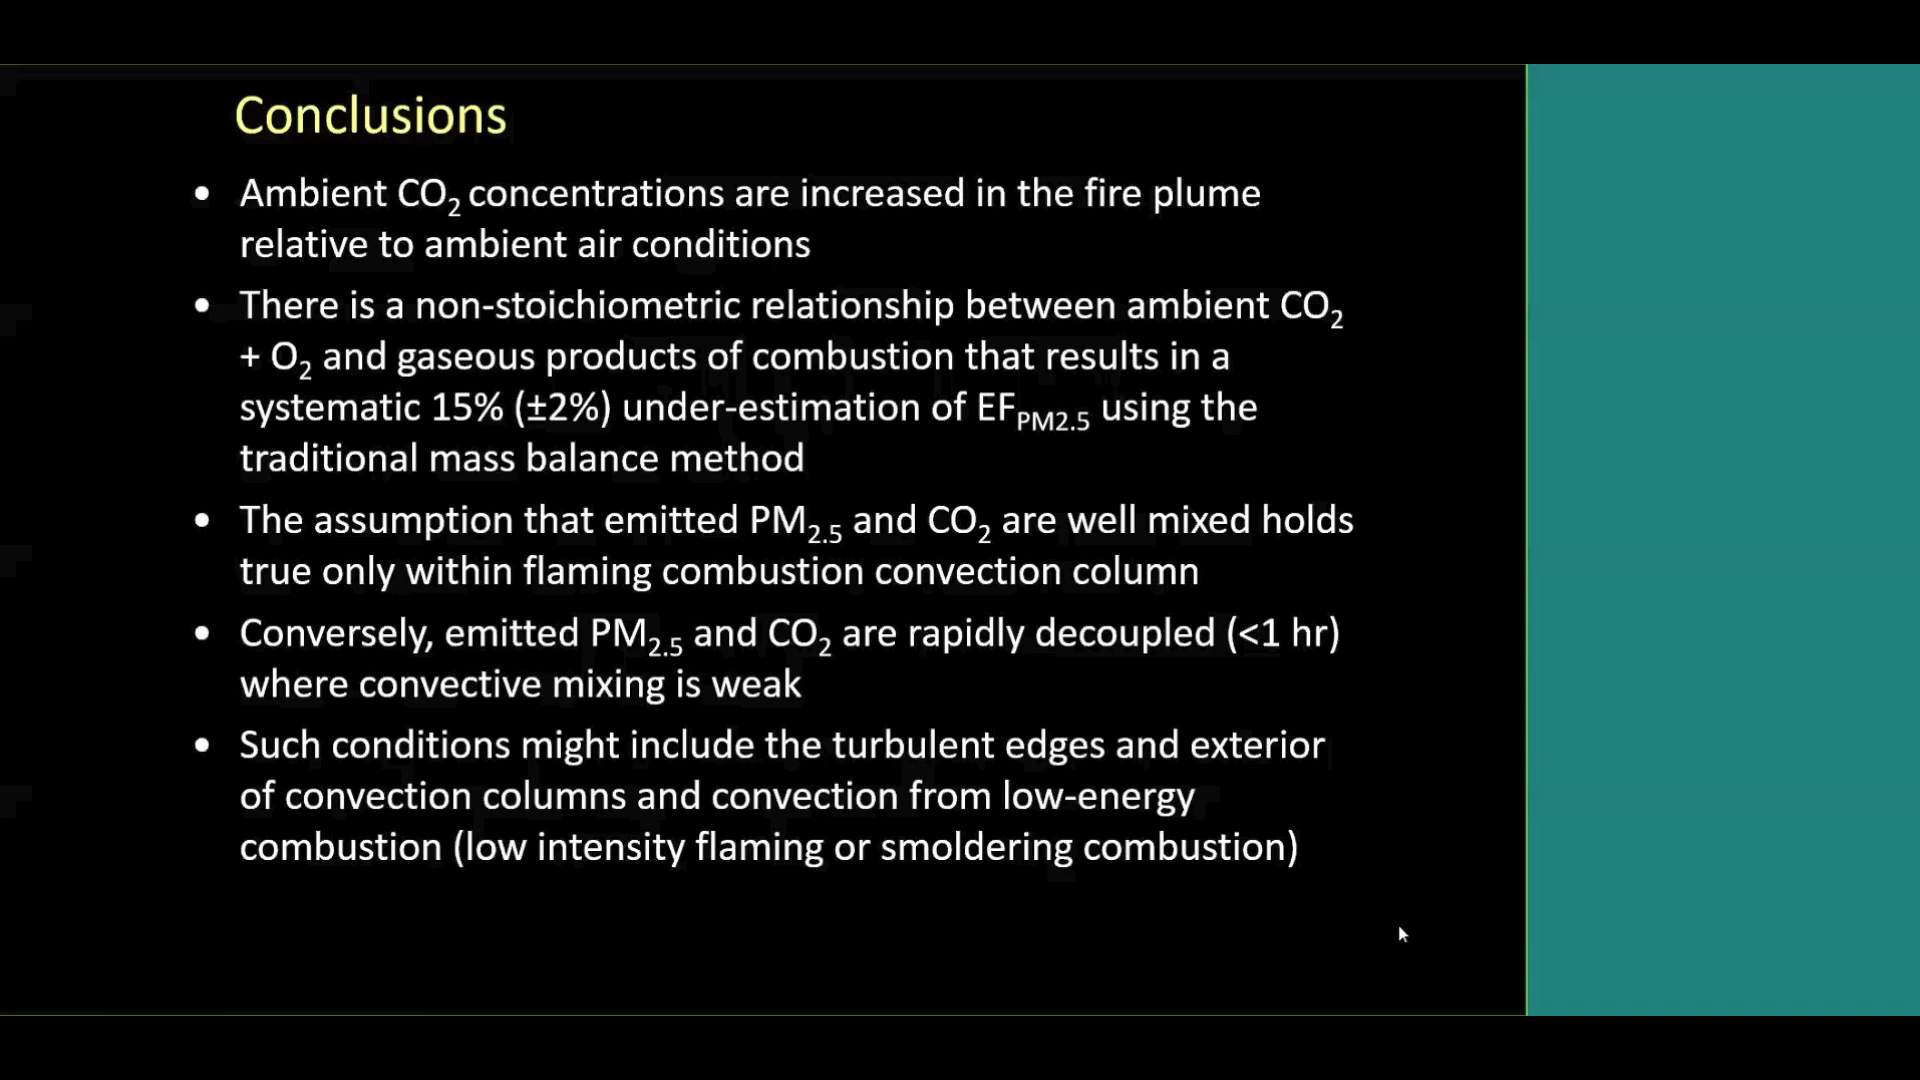 Conclusions
• Ambient CO₂ concentrations are increased in the fire plume
relative to ambient air conditions
• There is a non-stoichiometric relationship between ambient CO₂
+ O₂ and gaseous products of combustion that results in a
systematic 15% (±2%) under-estimation of EF_PM2.5 using the
traditional mass balance method
• The assumption that emitted PM₂.₅ and CO₂ are well mixed holds
true only within flaming combustion convection column
• Conversely, emitted PM₂.₅ and CO₂ are rapidly decoupled (<1 hr)
where convective mixing is weak
• Such conditions might include the turbulent edges and exterior
of convection columns and convection from low-energy
combustion (low intensity flaming or smoldering combustion)